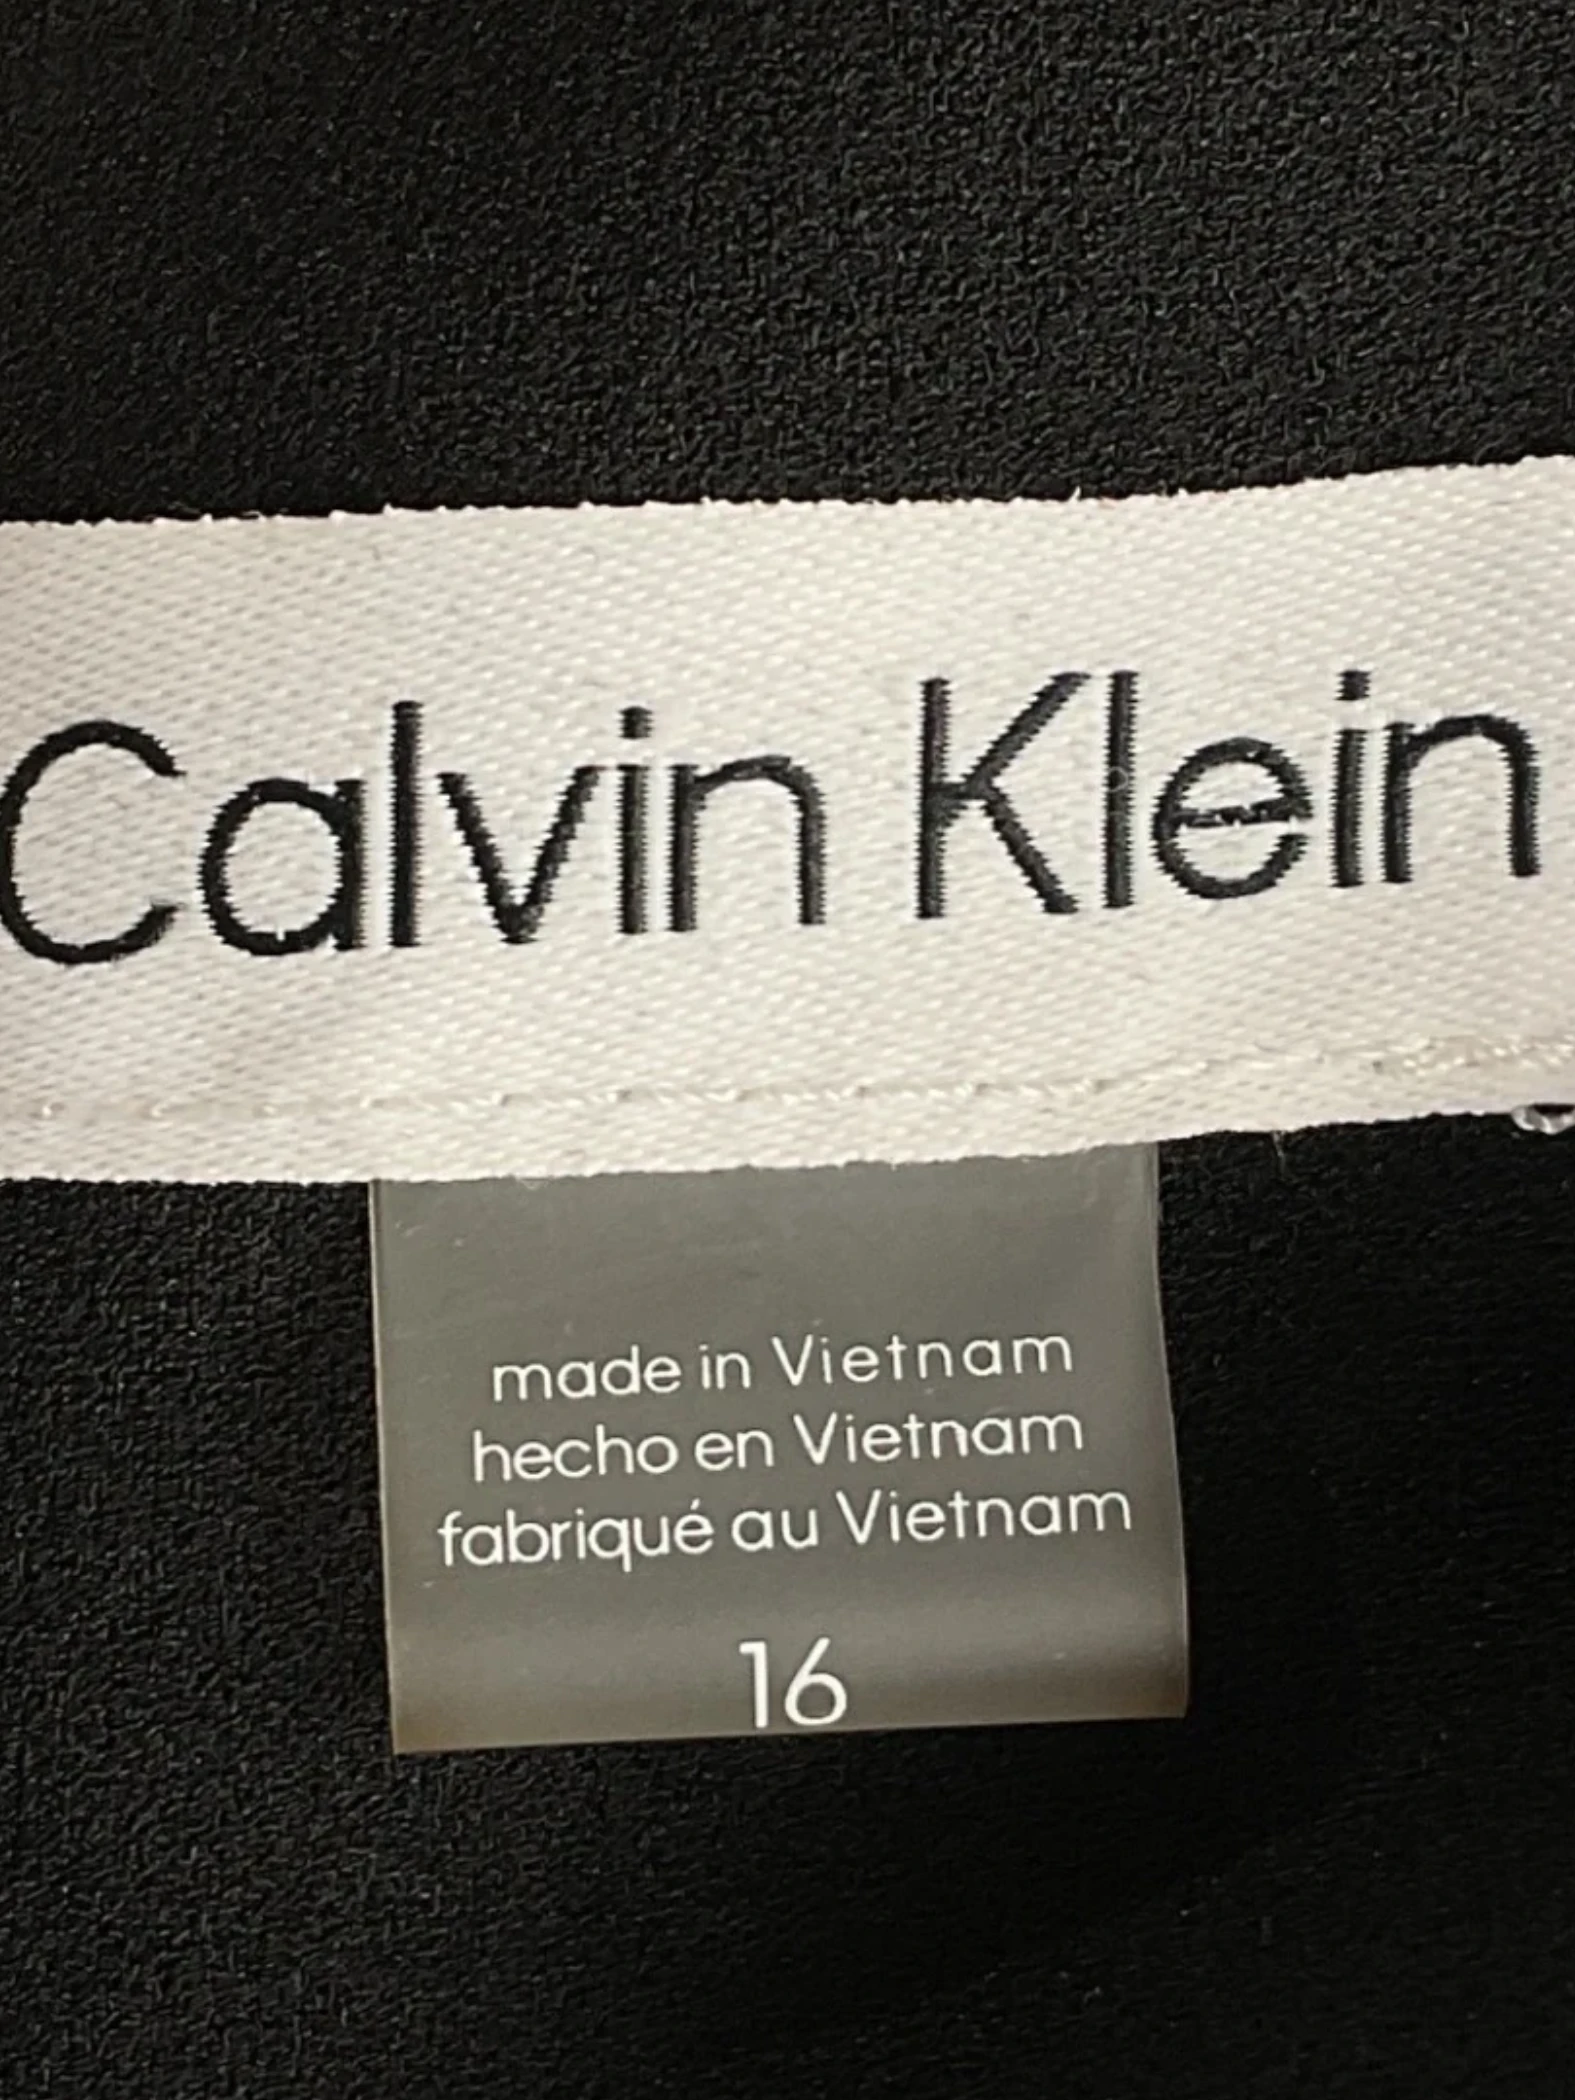 Calvin Klein
made in Vietnam
hecho en Vietnam
fabriqué au Vietnam
16